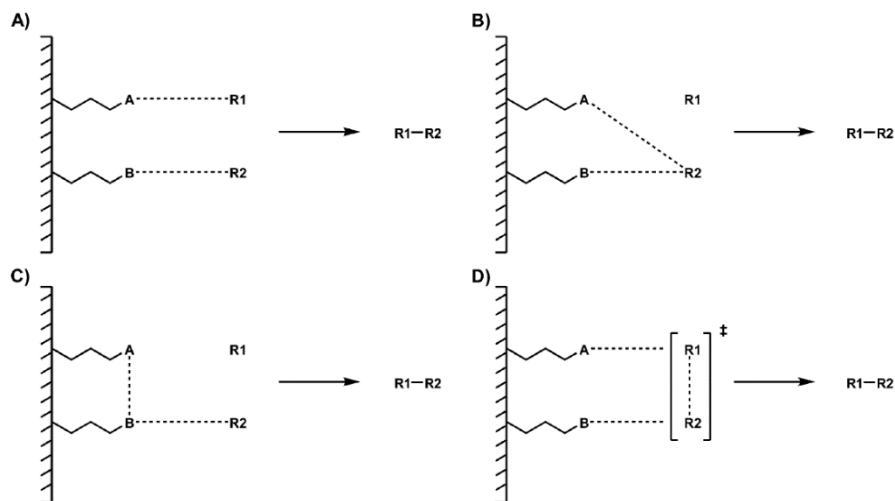 A)
A R1
R1–R2
B R2
B)
A R1
R1–R2
B R2
C)
A R1
R1–R2
B R2
D)
A R1 ‡
R1–R2
B R2